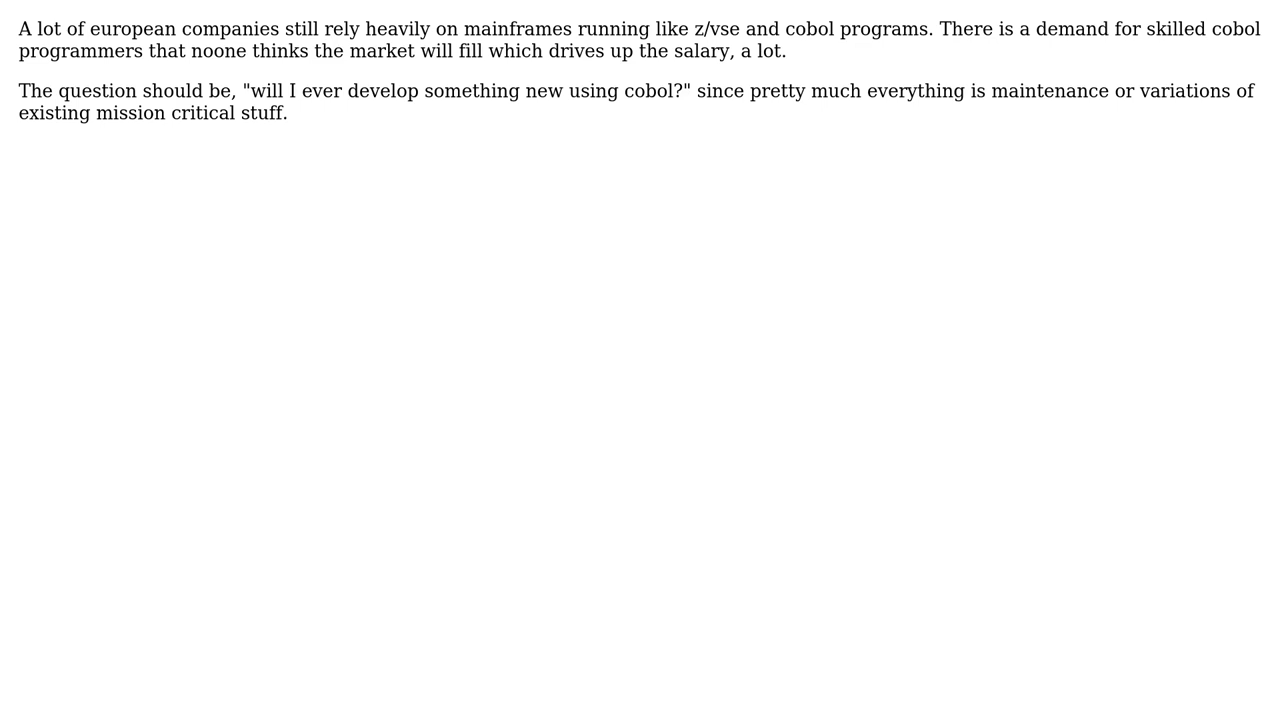 A lot of european companies still rely heavily on mainframes running like z/vse and cobol programs. There is a demand for skilled cobol
programmers that noone thinks the market will fill which drives up the salary, a lot.
The question should be, "will I ever develop something new using cobol?" since pretty much everything is maintenance or variations of
existing mission critical stuff.